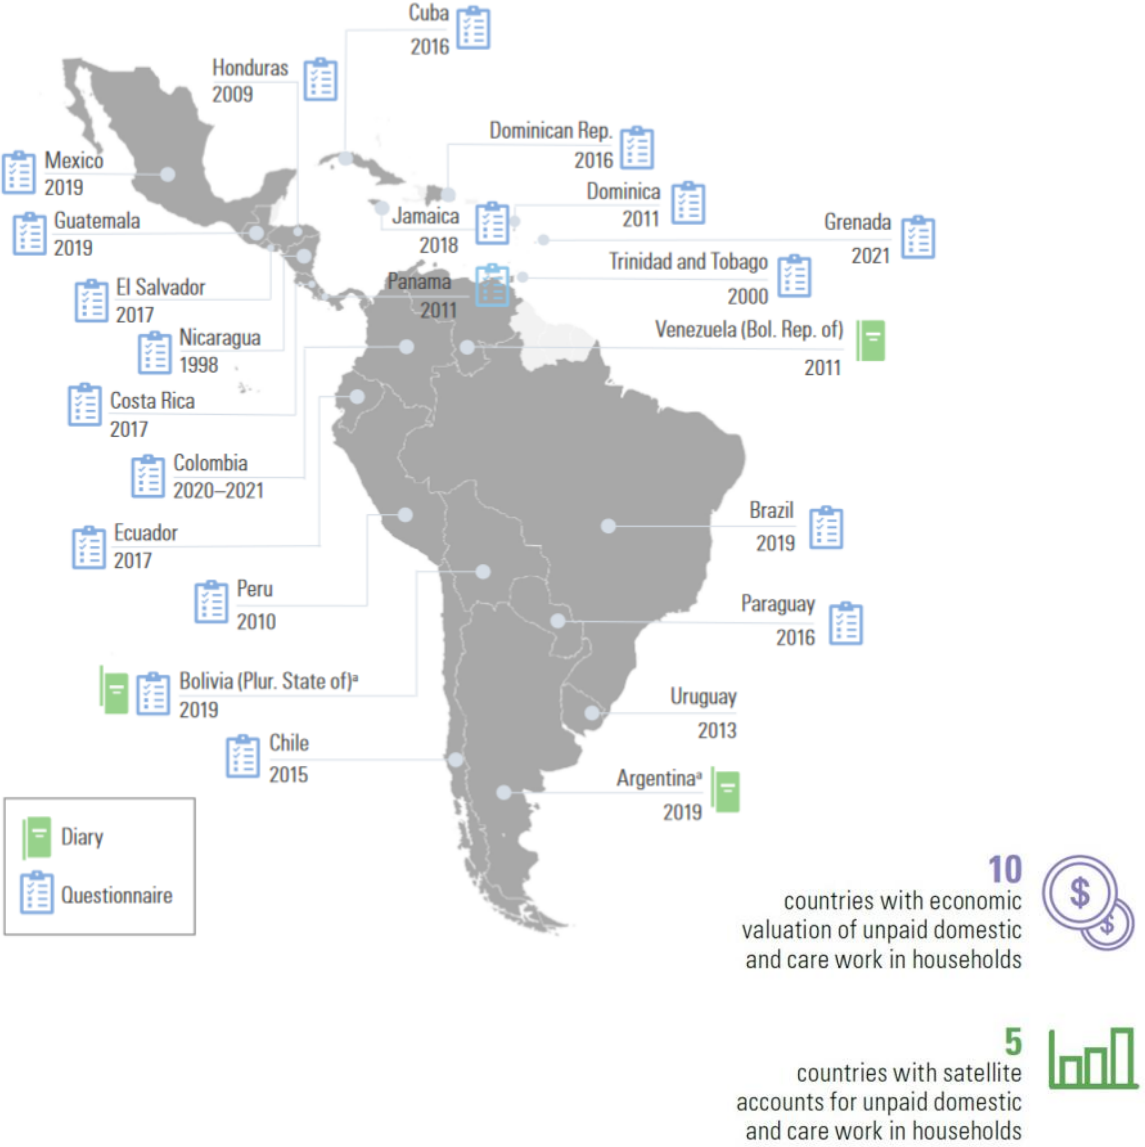 Cuba
2016
Honduras
2009
Dominican Rep.
2016
Mexico
2019
Dominica
2011
Jamaica
2018
Guatemala
2019
Grenada
2021
Trinidad and Tobago
2000
Panama
2011
El Salvador
2017
Venezuela (Bol. Rep. of)
2011
Nicaragua
1998
Costa Rica
2017
Colombia
2020–2021
Brazil
2019
Ecuador
2017
Peru
2010
Paraguay
2016
Bolivia (Plur. State of)ᵃ
2019
Uruguay
2013
Chile
2015
Argentinaᵃ
2019
Diary
Questionnaire
10
$
$
countries with economic
valuation of unpaid domestic
and care work in households
5
countries with satellite
accounts for unpaid domestic
and care work in households